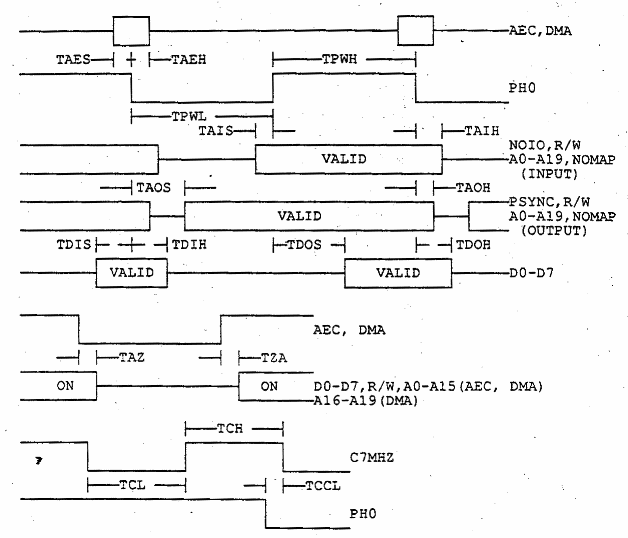 AEC,DMA
TAES TAEH TPWH
PH0
TPWL
TAIS TAIH
NOIO,R/W
VALID A0-A19,NOMAP
(INPUT)
TAOS TAOH
PSYNC,R/W
VALID A0-A19,NOMAP
(OUTPUT)
TDIS TDIH TDOS TDOH
VALID VALID D0-D7
AEC, DMA
TAZ TZA
ON ON D0-D7,R/W,A0-A15(AEC, DMA)
A16-A19(DMA)
TCH
C7MHZ
TCL TCCL
PH0